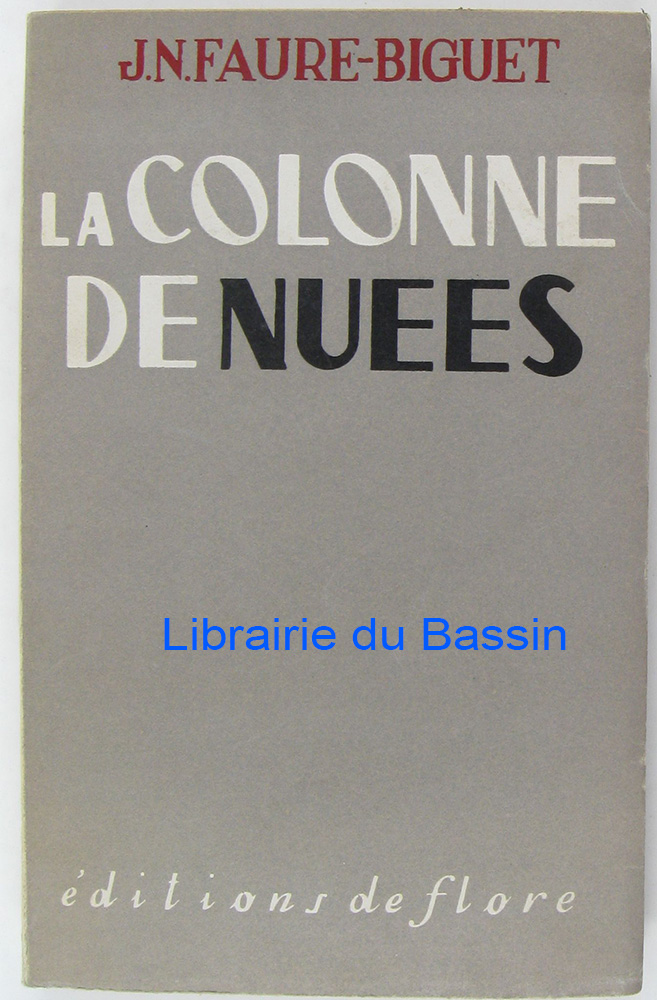 J.N.FAURE-BIGUET
LA COLONNE
DE NUEES
Librairie du Bassin
éditions de flore